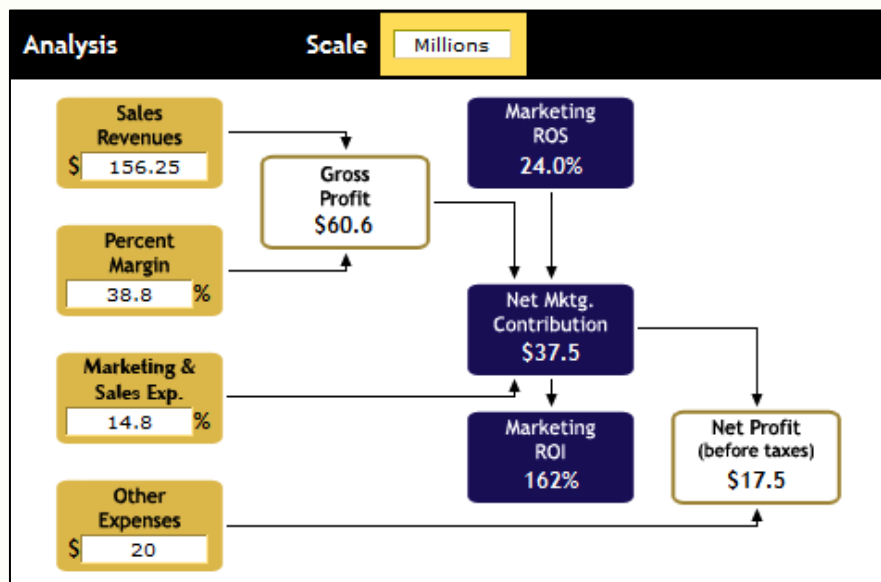 Analysis
Scale
Millions
Sales
Revenues
$ 156.25
Percent
Margin
38.8 %
Marketing &
Sales Exp.
14.8 %
Other
Expenses
$ 20
Gross
Profit
$60.6
Marketing
ROS
24.0%
Net Mktg.
Contribution
$37.5
Marketing
ROI
162%
Net Profit
(before taxes)
$17.5